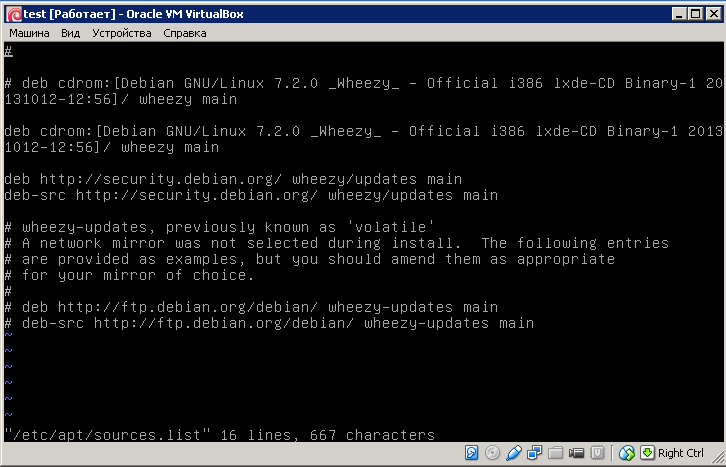 test [Работает] - Oracle VM VirtualBox
Машина Вид Устройства Справка
#
# deb cdrom:[Debian GNU/Linux 7.2.0 _Wheezy_ - Official i386 lxde-CD Binary-1 20
131012-12:56]/ wheezy main
deb cdrom:[Debian GNU/Linux 7.2.0 _Wheezy_ - Official i386 lxde-CD Binary-1 2013
1012-12:56]/ wheezy main
deb http://security.debian.org/ wheezy/updates main
deb-src http://security.debian.org/ wheezy/updates main
# wheezy-updates, previously known as 'volatile'
# A network mirror was not selected during install.  The following entries
# are provided as examples, but you should amend them as appropriate
# for your mirror of choice.
#
# deb http://ftp.debian.org/debian/ wheezy-updates main
# deb-src http://ftp.debian.org/debian/ wheezy-updates main
~
~
~
~
~
~
"/etc/apt/sources.list" 16 lines, 667 characters
Right Ctrl